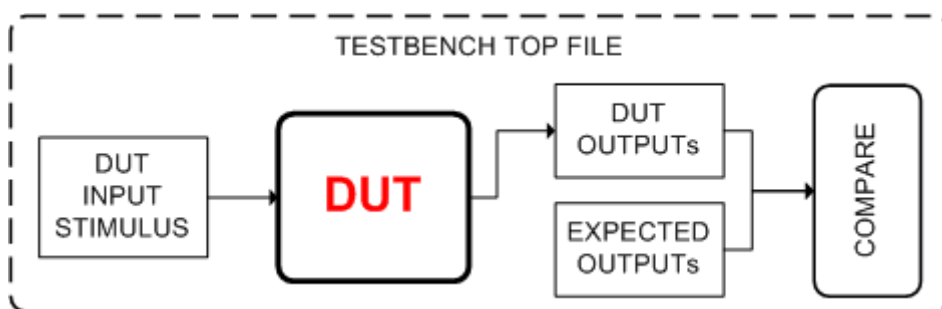 TESTBENCH TOP FILE
DUT
INPUT
STIMULUS
DUT
DUT
OUTPUTs
EXPECTED
OUTPUTs
COMPARE